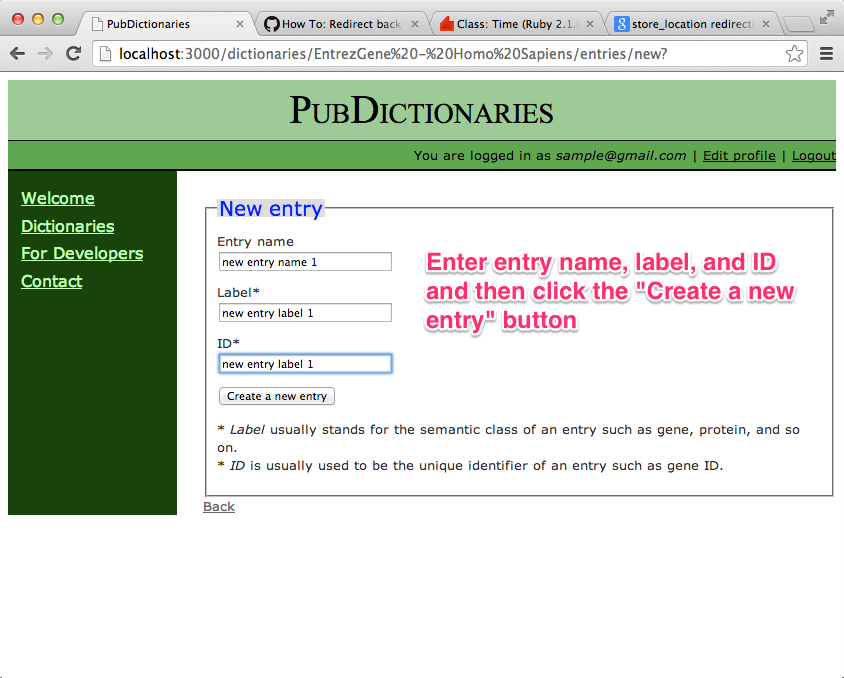 PubDictionaries
How To: Redirect back
Class: Time (Ruby 2.1.
store_location redirecti
localhost:3000/dictionaries/EntrezGene%20-%20Homo%20Sapiens/entries/new?
PUBDICTIONARIES
You are logged in as sample@gmail.com | Edit profile | Logout
Welcome
Dictionaries
For Developers
Contact
New entry
Entry name
new entry name 1
Label*
new entry label 1
ID*
new entry label 1
Create a new entry
Enter entry name, label, and ID
and then click the "Create a new
entry" button
* Label usually stands for the semantic class of an entry such as gene, protein, and so
on.
* ID is usually used to be the unique identifier of an entry such as gene ID.
Back